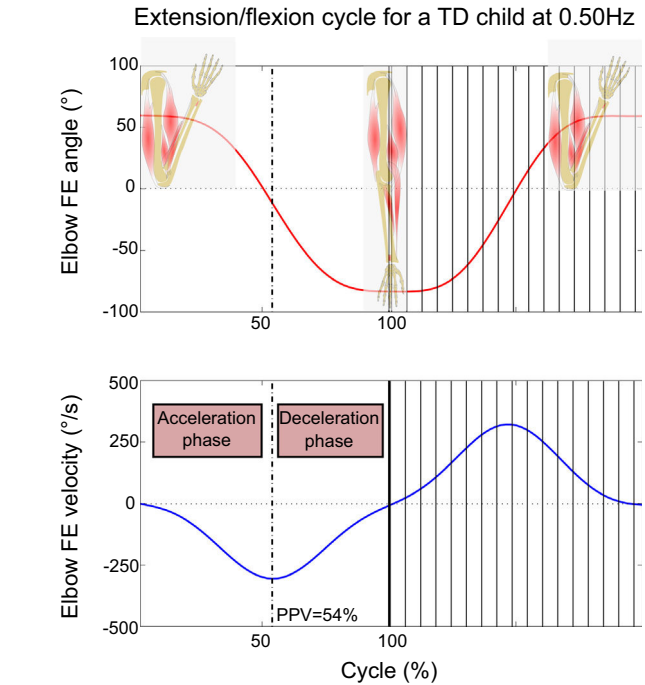 Extension/flexion cycle for a TD child at 0.50Hz
Elbow FE angle (°)
100
50
0
-50
-100
50
100
Elbow FE velocity (°/s)
500
250
0
-250
-500
Acceleration
phase
Deceleration
phase
PPV=54%
50
100
Cycle (%)